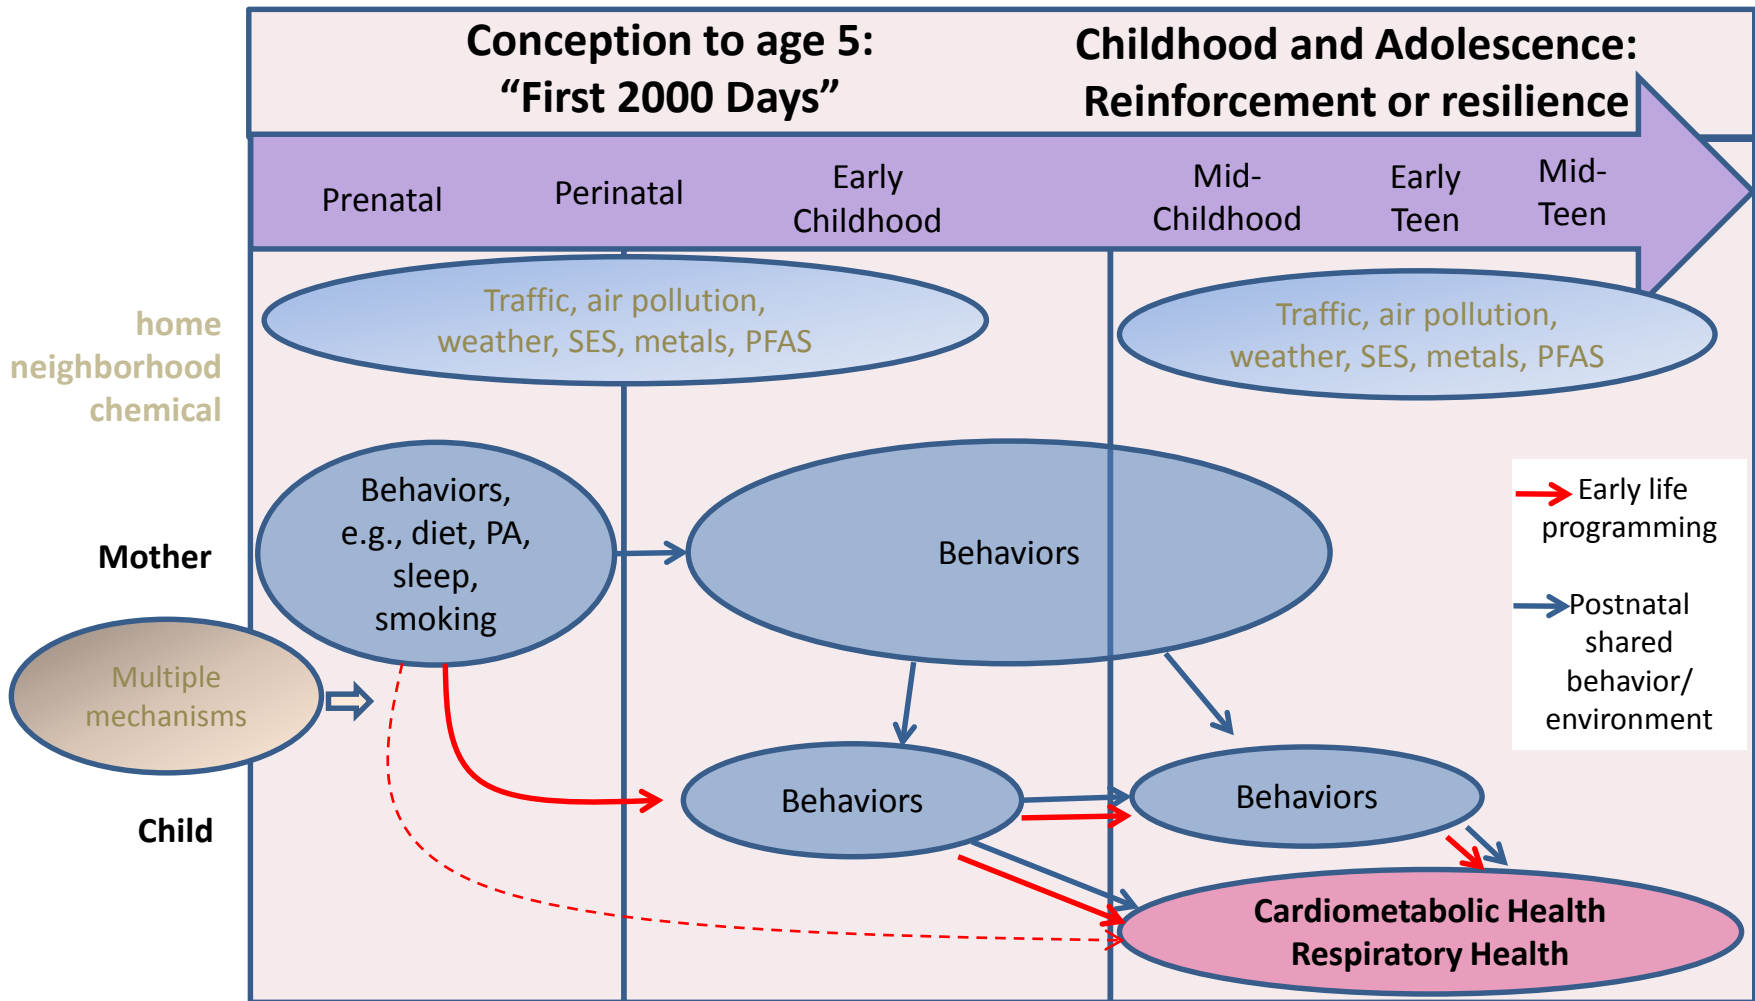 Conception to age 5:
“First 2000 Days”
Childhood and Adolescence:
Reinforcement or resilience
Prenatal
Perinatal
Early
Childhood
Mid-
Childhood
Early
Teen
Mid-
Teen
home
neighborhood
chemical
Traffic, air pollution,
weather, SES, metals, PFAS
Traffic, air pollution,
weather, SES, metals, PFAS
Mother
Behaviors,
e.g., diet, PA,
sleep,
smoking
Behaviors
Early life
programming
Postnatal
shared
behavior/
environment
Multiple
mechanisms
Child
Behaviors
Behaviors
Cardiometabolic Health
Respiratory Health